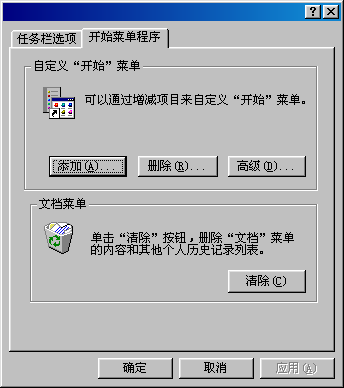 任务栏选项 开始菜单程序
自定义“开始”菜单
可以通过增减项目来自定义“开始”菜单。
添加(A)... 删除(R)... 高级(D)...
文档菜单
单击“清除”按钮，删除“文档”菜单
的内容和其他个人历史记录列表。
清除(C)
确定 取消 应用(A)